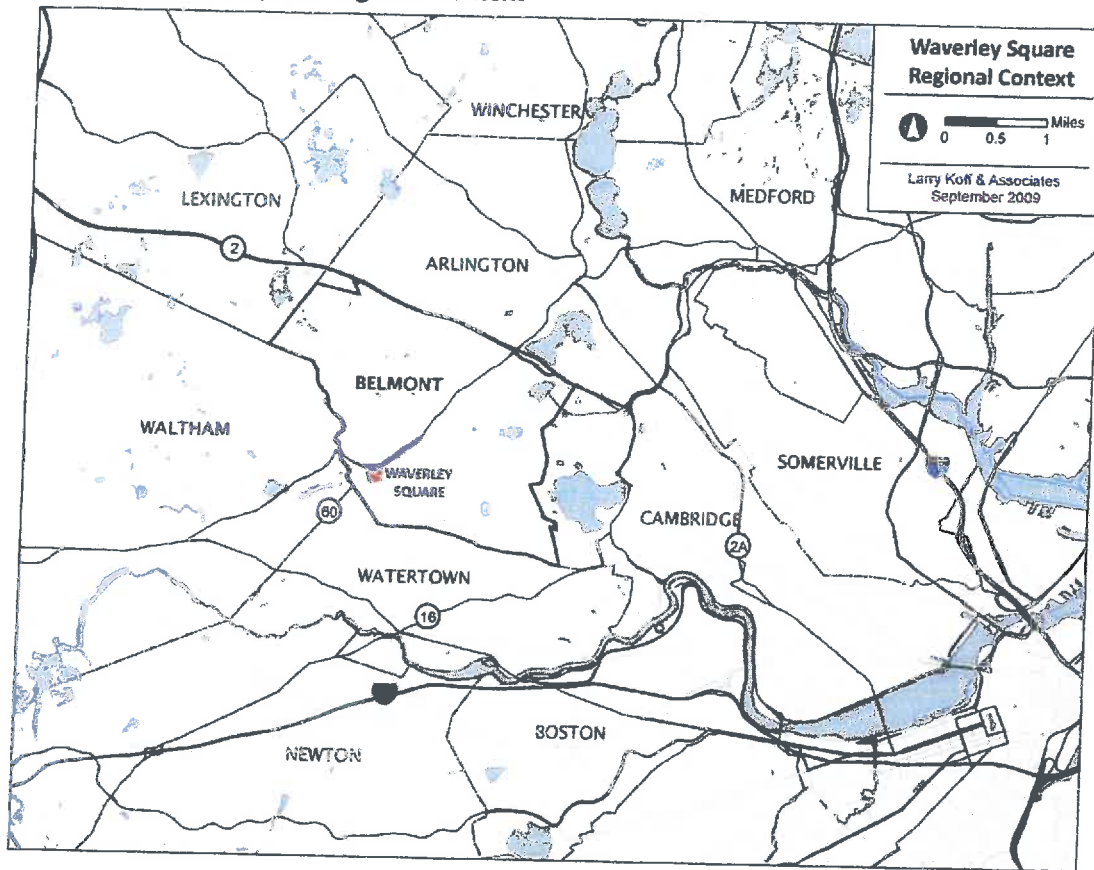 Waverley Square
Regional Context
Miles
0 0.5 1
Larry Koff & Associates
September 2009
WINCHESTER
LEXINGTON
MEDFORD
2
ARLINGTON
BELMONT
WALTHAM
SOMERVILLE
WAVERLEY
SQUARE
60
CAMBRIDGE
2A
WATERTOWN
16
BOSTON
NEWTON